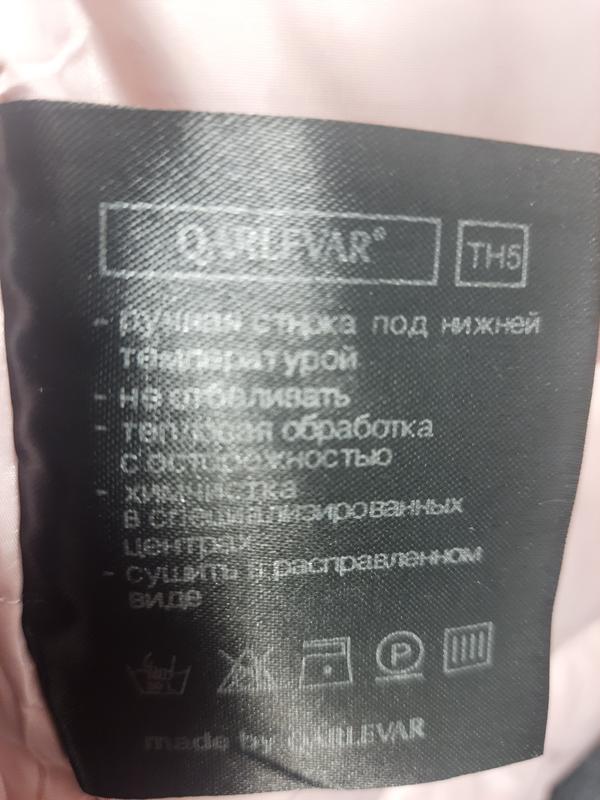 QARLEVAR® TH5
- ручная стирка под нижней
температурой
- не отбеливать
- тепловая обработка
с осторожностью
- химчистка
в специализированных
центрах
- сушить в расправленном
виде
P
made by QARLEVAR